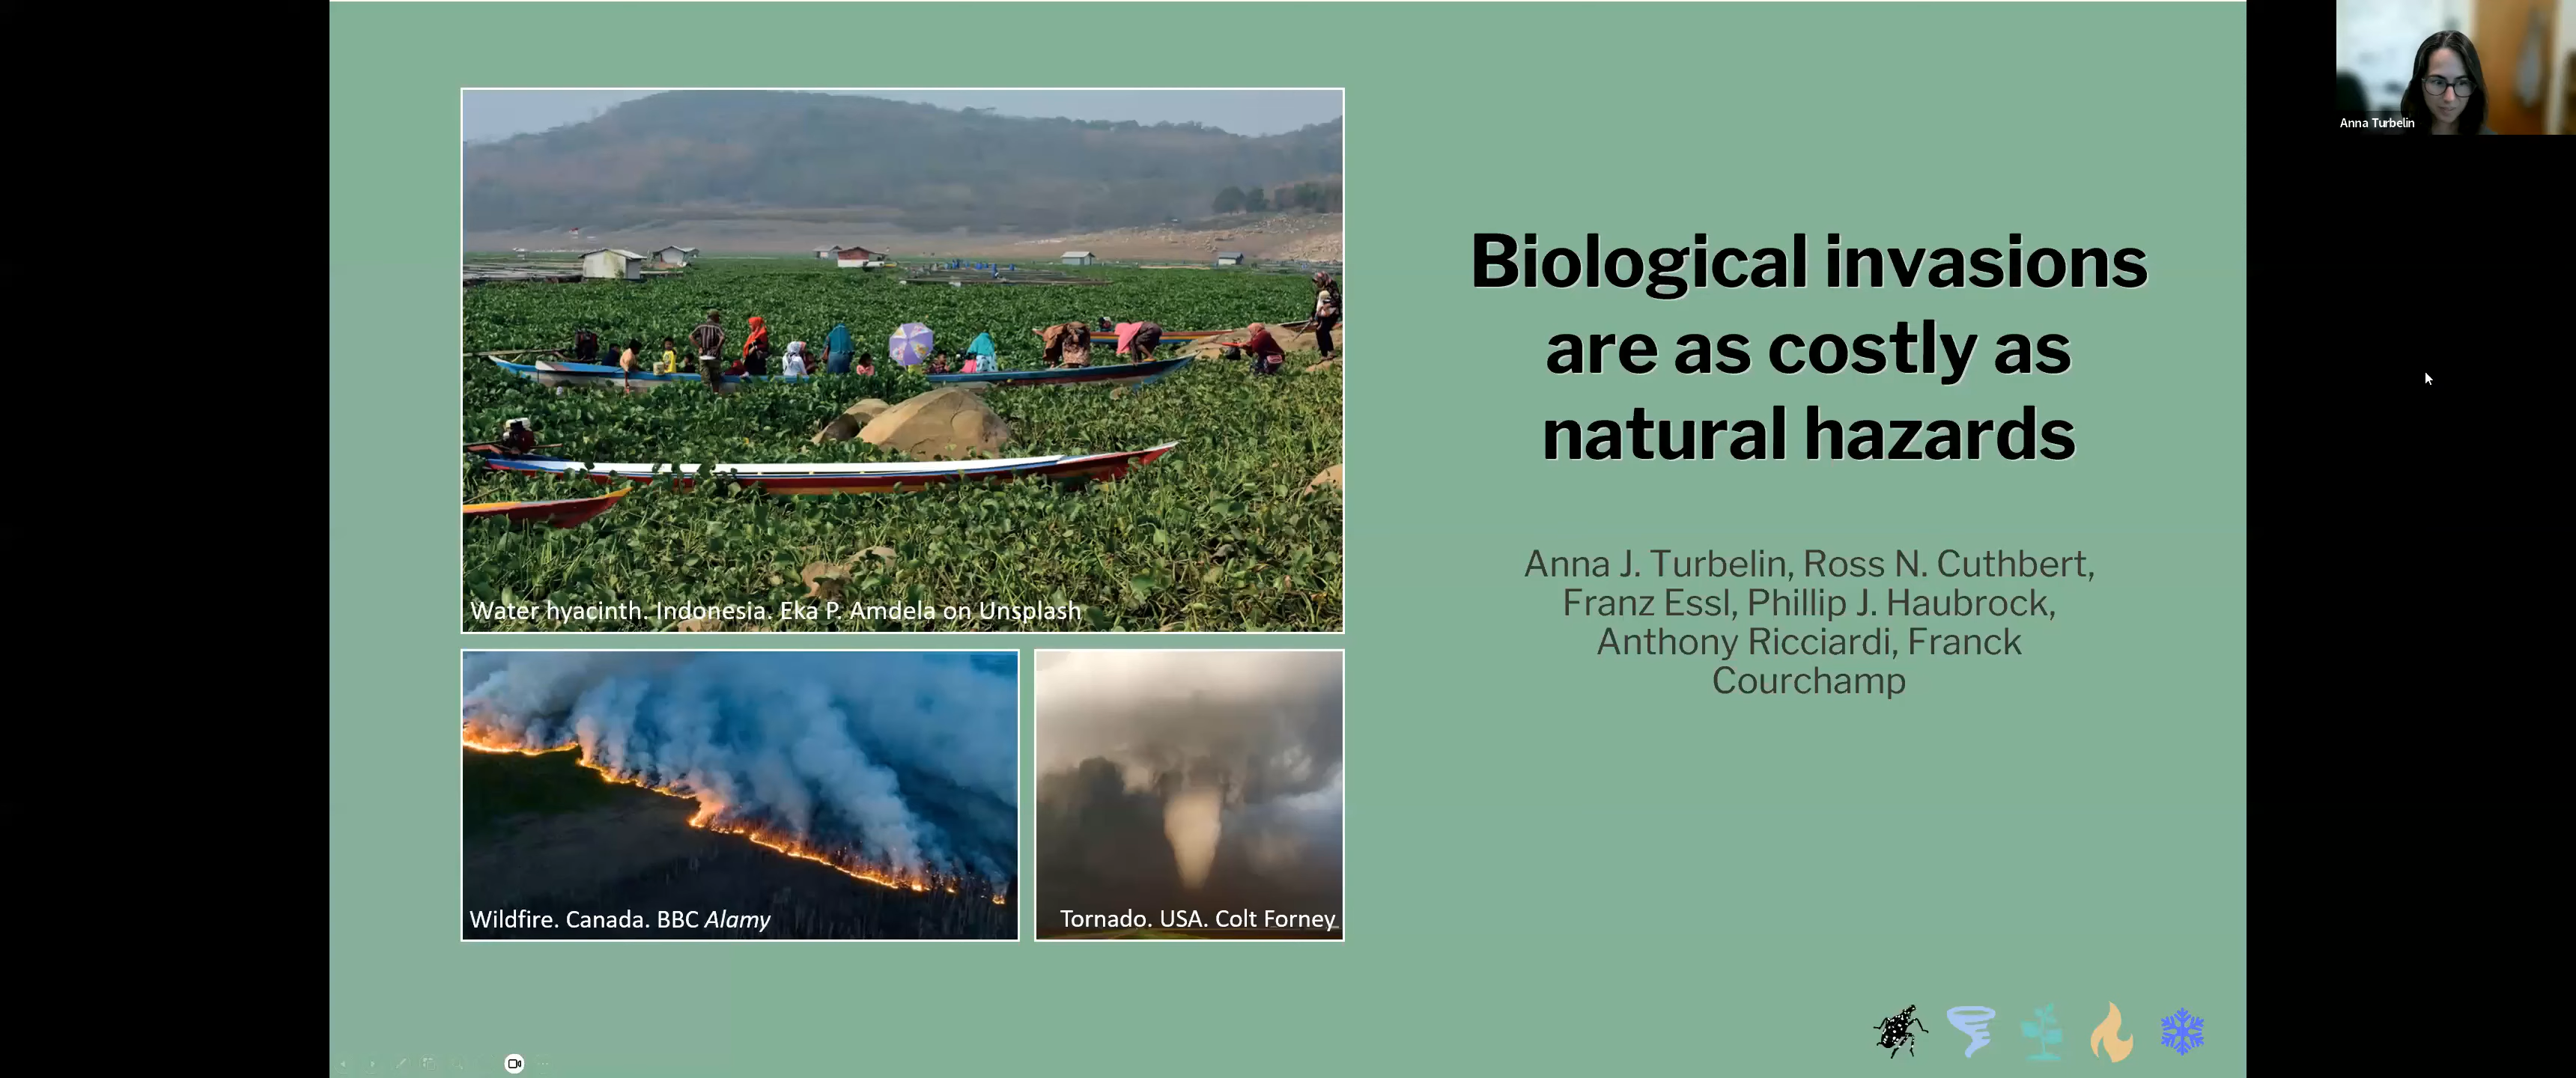 Water hyacinth. Indonesia. Eka P. Amdela on Unsplash
Wildfire. Canada. BBC Alamy
Tornado. USA. Colt Forney
Biological invasions
are as costly as
natural hazards
Anna J. Turbelin, Ross N. Cuthbert,
Franz Essl, Phillip J. Haubrock,
Anthony Ricciardi, Franck
Courchamp
Anna Turbelin